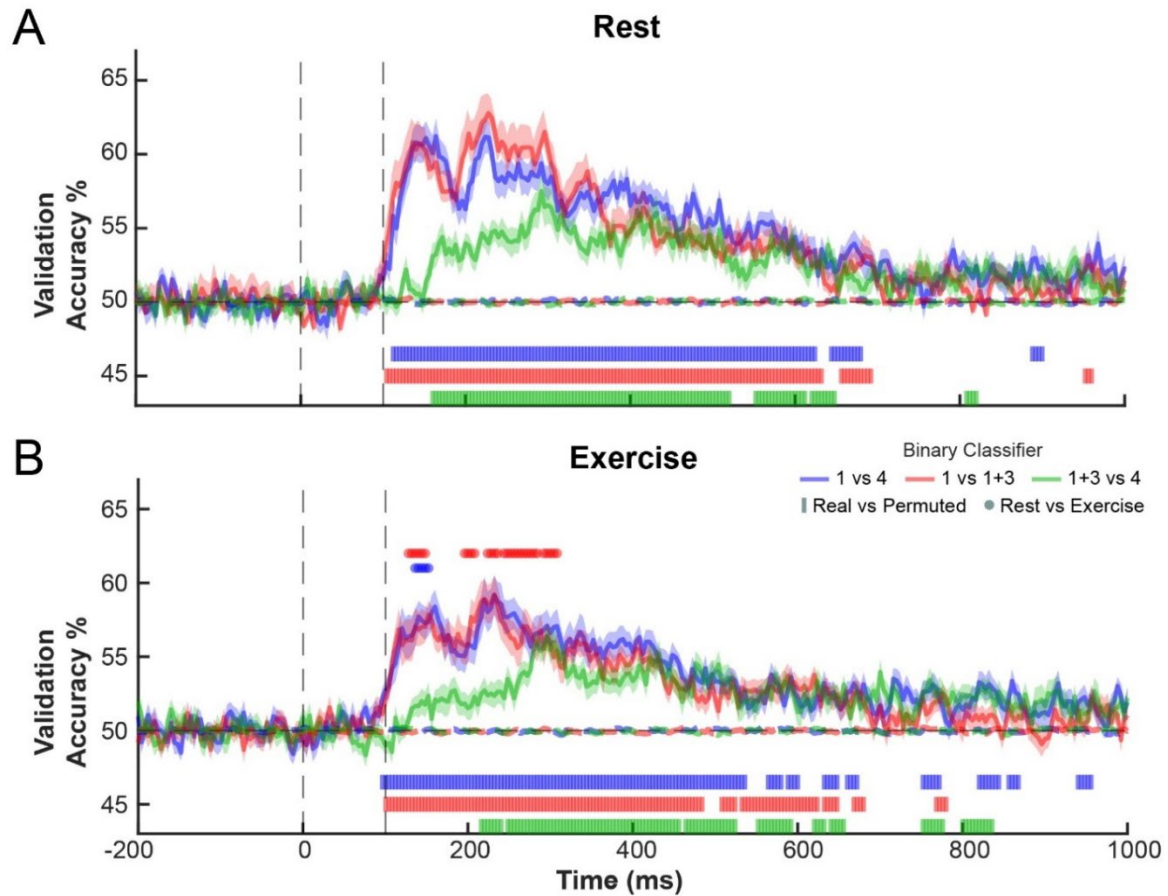 A
Rest
Validation
Accuracy %
65
60
55
50
45
B
Exercise
Binary Classifier
1 vs 4 1 vs 1+3 1+3 vs 4
Real vs Permuted Rest vs Exercise
Validation
Accuracy %
65
60
55
50
45
-200 0 200 400 600 800 1000
Time (ms)